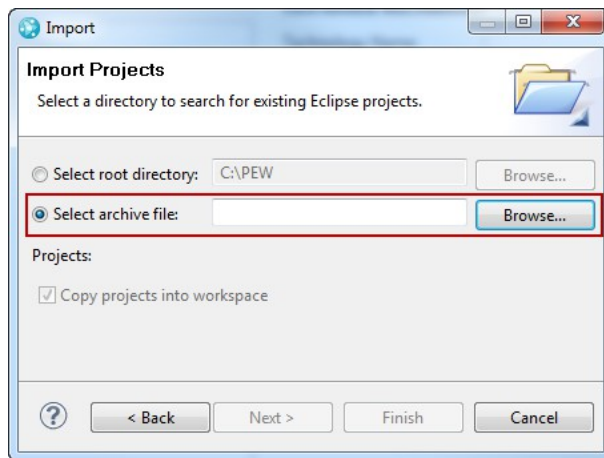 Import
Import Projects
Select a directory to search for existing Eclipse projects.
Select root directory: C:\PEW Browse...
Select archive file: Browse...
Projects:
Copy projects into workspace
? < Back Next > Finish Cancel